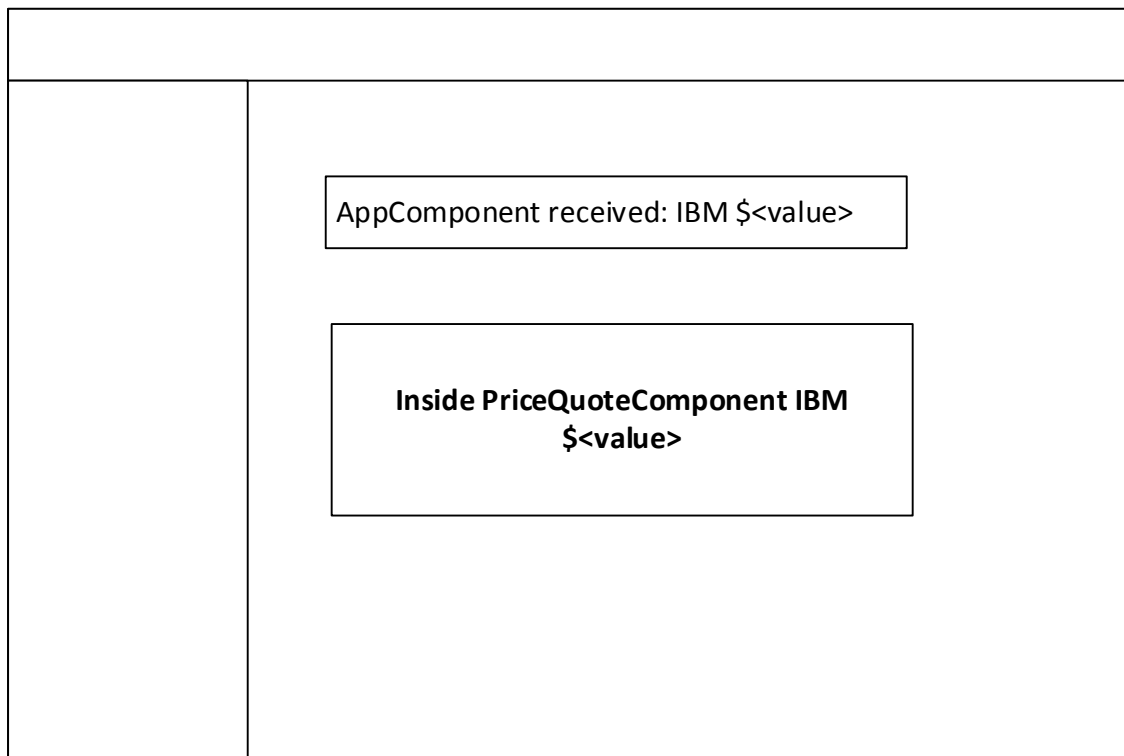 AppComponent received: IBM $<value>
Inside PriceQuoteComponent IBM
$<value>